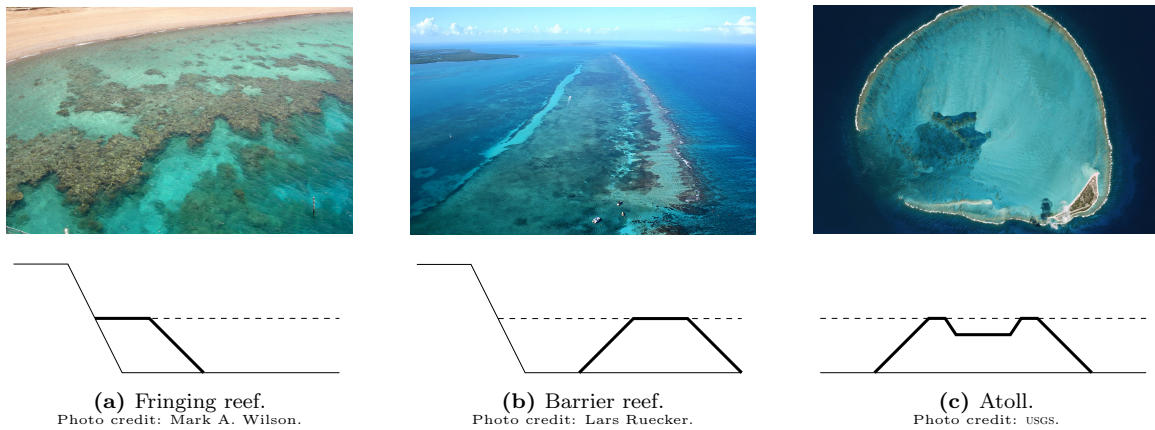 (a) Fringing reef.
Photo credit: Mark A. Wilson.
(b) Barrier reef.
Photo credit: Lars Ruecker.
(c) Atoll.
Photo credit: USGS.